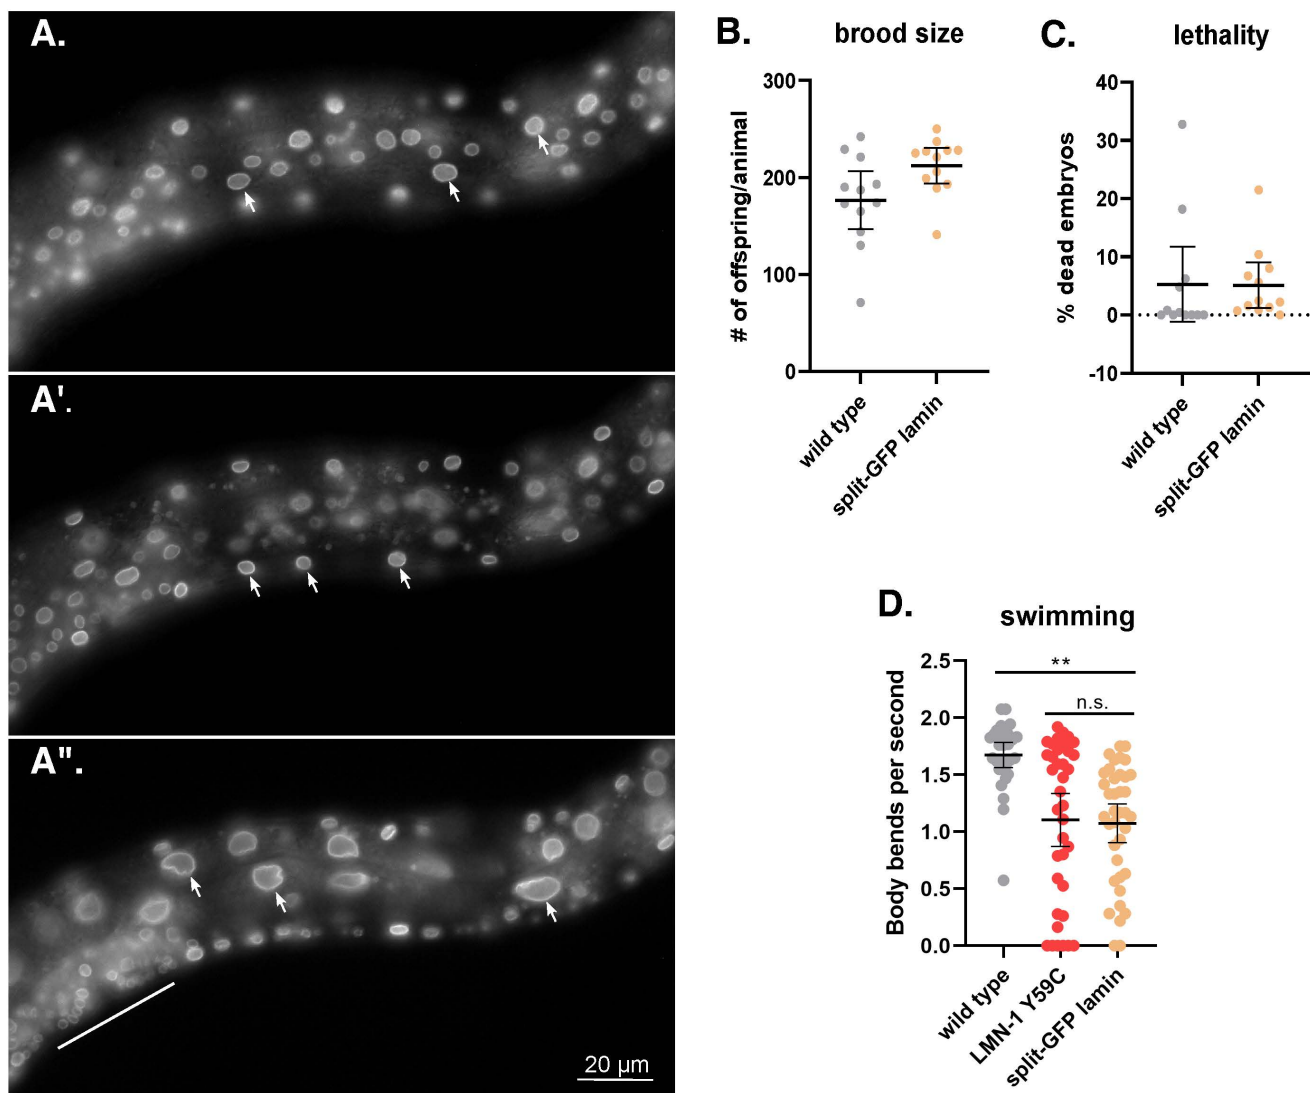 A.
A'.
A".
20 µm
B.
brood size
# of offspring/animal
300
200
100
0
wild type
split-GFP lamin
C.
lethality
% dead embryos
40
30
20
10
0
-10
wild type
split-GFP lamin
D.
swimming
Body bends per second
2.5
2.0
1.5
1.0
0.5
0.0
**
n.s.
wild type
LMN-1 Y59C
split-GFP lamin